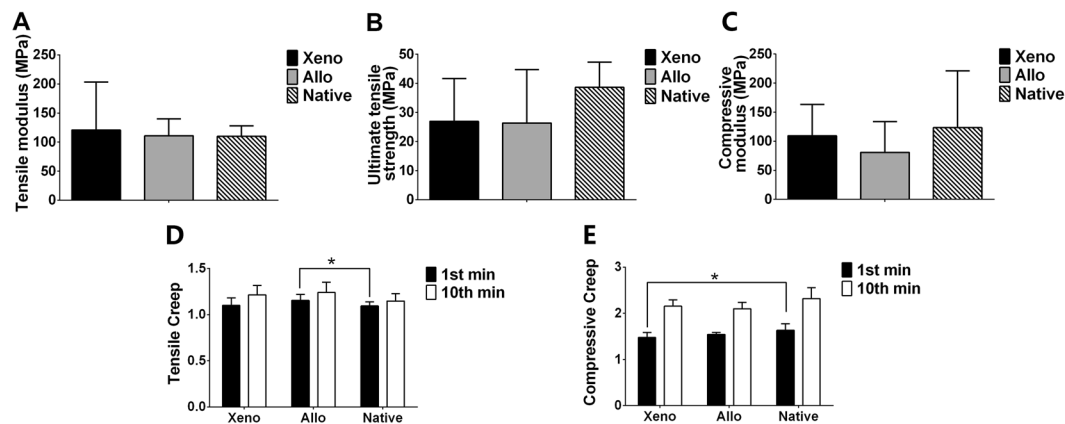 A
Tensile modulus (MPa)
250
200
150
100
50
0
Xeno
Allo
Native
B
Ultimate tensile
strength (MPa)
50
40
30
20
10
0
Xeno
Allo
Native
C
Compressive
modulus (MPa)
250
200
150
100
50
0
Xeno
Allo
Native
D
Tensile Creep
1.5
1.0
0.5
0.0
*
1st min
10th min
Xeno Allo Native
E
Compressive Creep
3
2
1
0
*
1st min
10th min
Xeno Allo Native